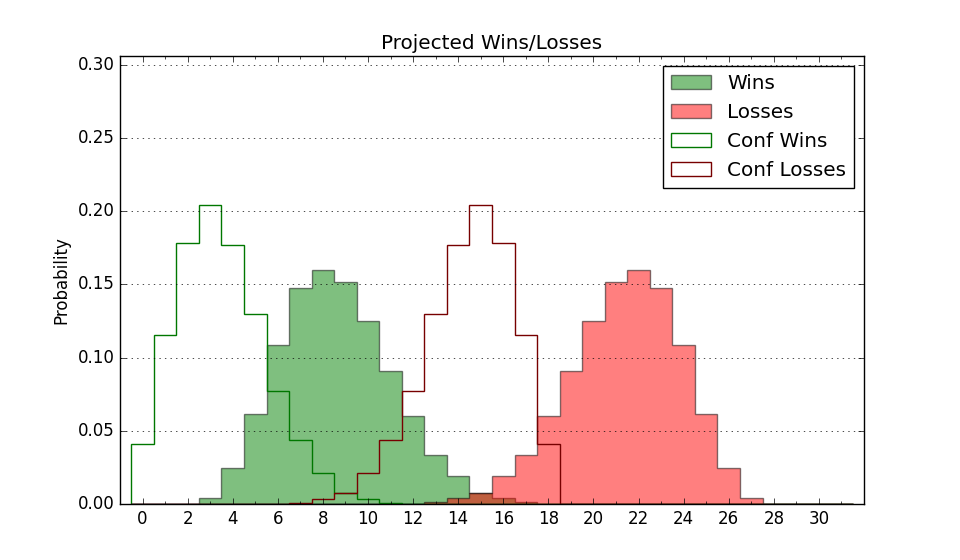 Projected Wins/Losses
Probability
0.30
0.25
0.20
0.15
0.10
0.05
0.00
0 2 4 6 8 10 12 14 16 18 20 22 24 26 28 30
Wins
Losses
Conf Wins
Conf Losses